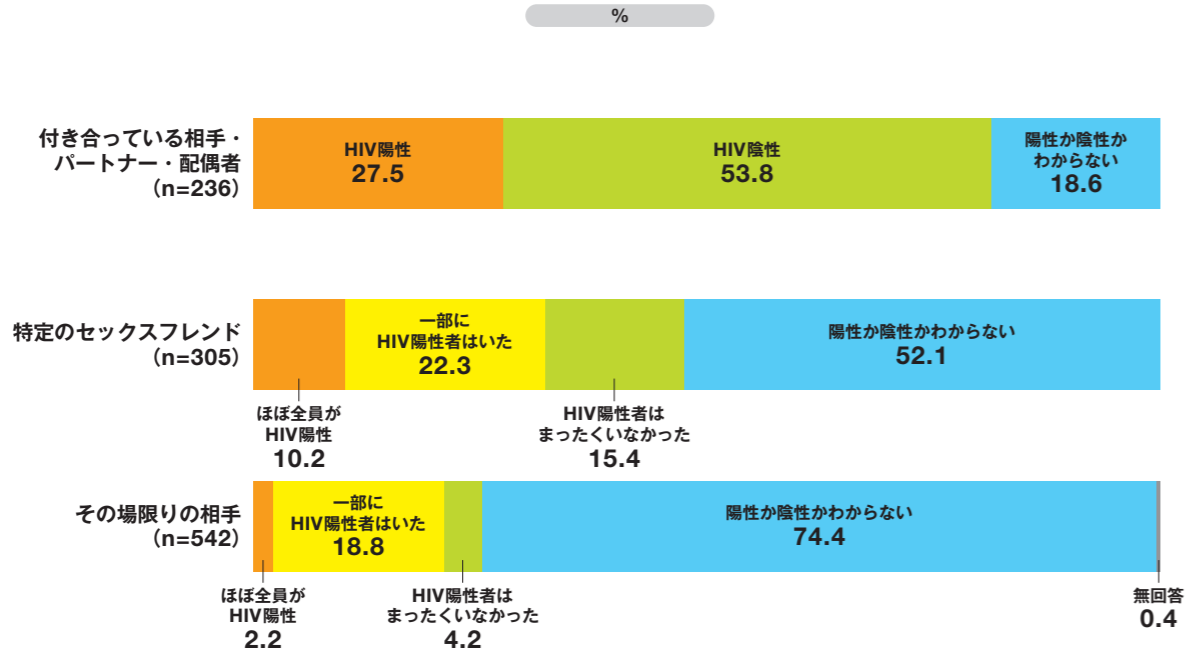 %
付き合っている相手・
パートナー・配偶者
(n=236)
HIV陽性
27.5
HIV陰性
53.8
陽性か陰性か
わからない
18.6
特定のセックスフレンド
(n=305)
一部に
HIV陽性者はいた
22.3
陽性か陰性かわからない
52.1
ほぼ全員が
HIV陽性
10.2
HIV陽性者は
まったくいなかった
15.4
その場限りの相手
(n=542)
一部に
HIV陽性者はいた
18.8
陽性か陰性かわからない
74.4
ほぼ全員が
HIV陽性
2.2
HIV陽性者は
まったくいなかった
4.2
無回答
0.4